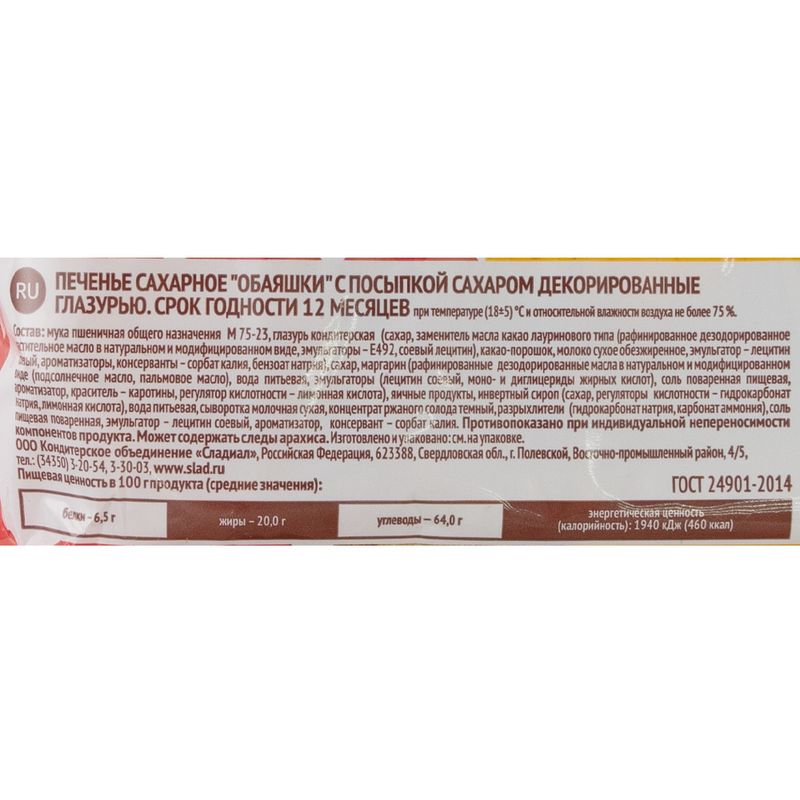 RU
ПЕЧЕНЬЕ САХАРНОЕ "ОБАЯШКИ" С ПОСЫПКОЙ САХАРОМ ДЕКОРИРОВАННЫЕ
ГЛАЗУРЬЮ. СРОК ГОДНОСТИ 12 МЕСЯЦЕВ при температуре (18±5) °С и относительной влажности воздуха не более 75 %.
Состав: мука пшеничная общего назначения М 75-23, глазурь кондитерская (сахар, заменитель масла какао лауринового типа (рафинированное дезодорированное
стительное масло в натуральном и модифицированном виде, эмульгаторы – Е492, соевый лецитин), какао-порошок, молоко сухое обезжиренное, эмульгатор – лецитин
вый, ароматизаторы, консерванты – сорбат калия, бензоат натрия), сахар, маргарин (рафинированные дезодорированные масла в натуральном и модифицированном
виде (подсолнечное масло, пальмовое масло), вода питьевая, эмульгаторы (лецитин соевый, моно- и диглицериды жирных кислот), соль поваренная пищевая,
ароматизатор, краситель – каротины, регулятор кислотности – лимонная кислота), яичные продукты, инвертный сироп (сахар, регуляторы кислотности – гидрокарбонат
натрия, лимонная кислота), вода питьевая, сыворотка молочная сухая, концентрат ржаного солода темный, разрыхлители (гидрокарбонат натрия, карбонат аммония), соль
пищевая поваренная, эмульгатор – лецитин соевый, ароматизатор, консервант – сорбат калия. Противопоказано при индивидуальной непереносимости
компонентов продукта. Может содержать следы арахиса. Изготовлено и упаковано: см. на упаковке.
ООО Кондитерское объединение «Сладиал», Российская Федерация, 623388, Свердловская обл., г. Полевской, Восточно-промышленный район, 4/5,
тел.: (34350) 3-20-54, 3-30-03, www.slad.ru
Пищевая ценность в 100 г продукта (средние значения): ГОСТ 24901-2014
белки – 6,5 г жиры – 20,0 г углеводы – 64,0 г энергетическая ценность
(калорийность): 1940 кДж (460 ккал)